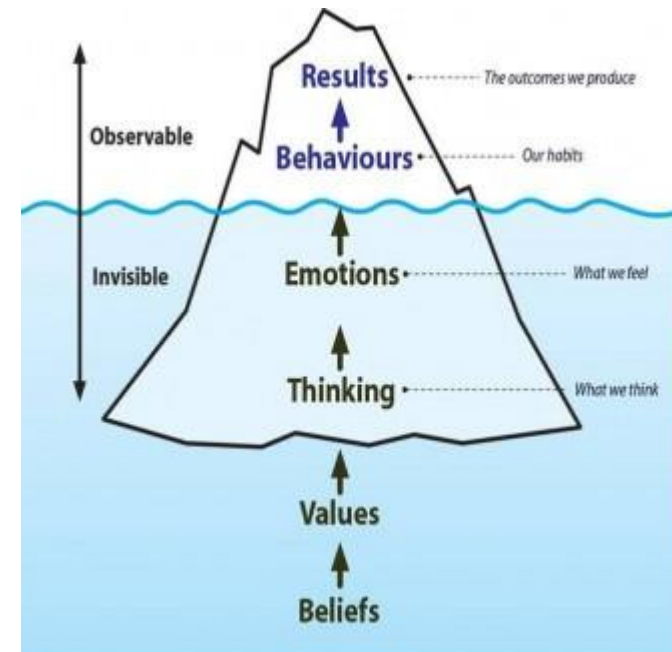 Results
The outcomes we produce
Observable
Behaviours
Our habits
Invisible
Emotions
What we feel
Thinking
What we think
Values
Beliefs